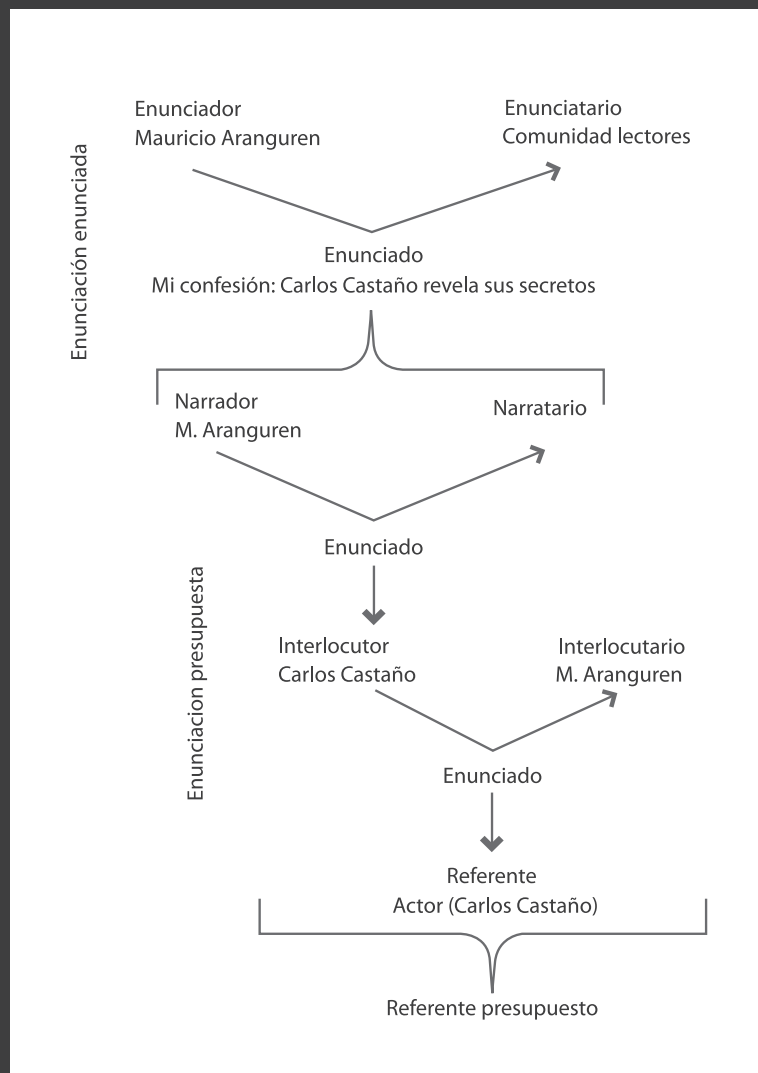 Enunciador
Mauricio Aranguren
Enunciatario
Comunidad lectores
Enunciación enunciada
Enunciado
Mi confesión: Carlos Castaño revela sus secretos
Narrador
M. Aranguren
Narratario
Enunciado
Enunciacion presupuesta
Interlocutor
Carlos Castaño
Interlocutario
M. Aranguren
Enunciado
Referente
Actor (Carlos Castaño)
Referente presupuesto